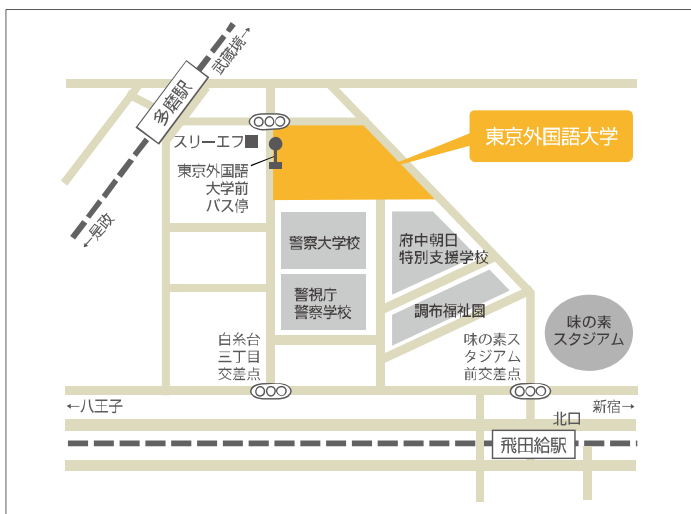 武蔵境→
多磨駅
←是政
スリーエフ
東京外国語
大学前
バス停
東京外国語大学
警察大学校
府中朝日
特別支援学校
警視庁
警察学校
調布福祉園
味の素
スタジアム
白糸台
三丁目
交差点
味の素ス
タジアム
前交差点
←八王子
新宿→
北口
飛田給駅